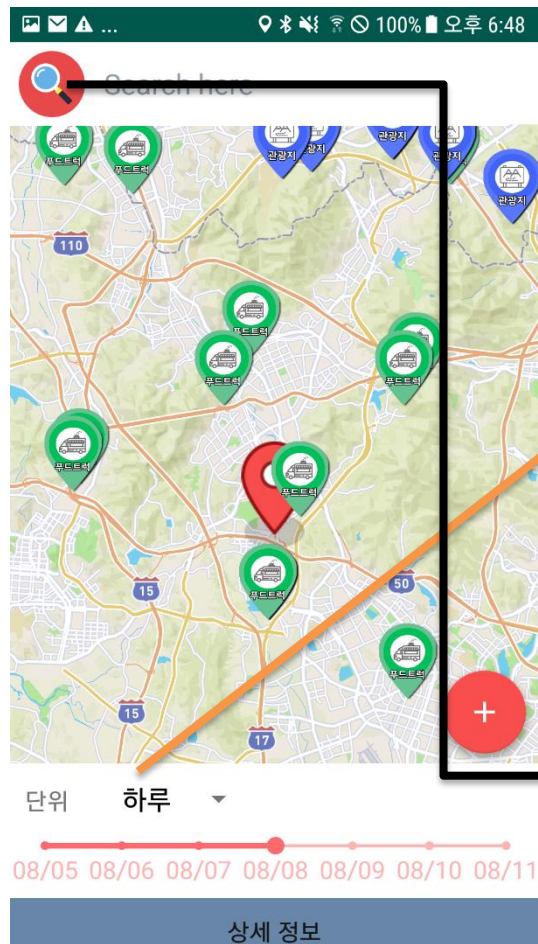 ... 100% 오후 6:48
Search here
푸드트럭 푸드트럭 관광지 관광지 관광지 관광지 관광지
110
푸드트럭
푸드트럭 푸드트럭
푸드트럭
푸드트럭
푸드트럭
15 50
푸드트럭
15
17
+
단위 하루
08/05 08/06 08/07 08/08 08/09 08/10 08/11
상세 정보